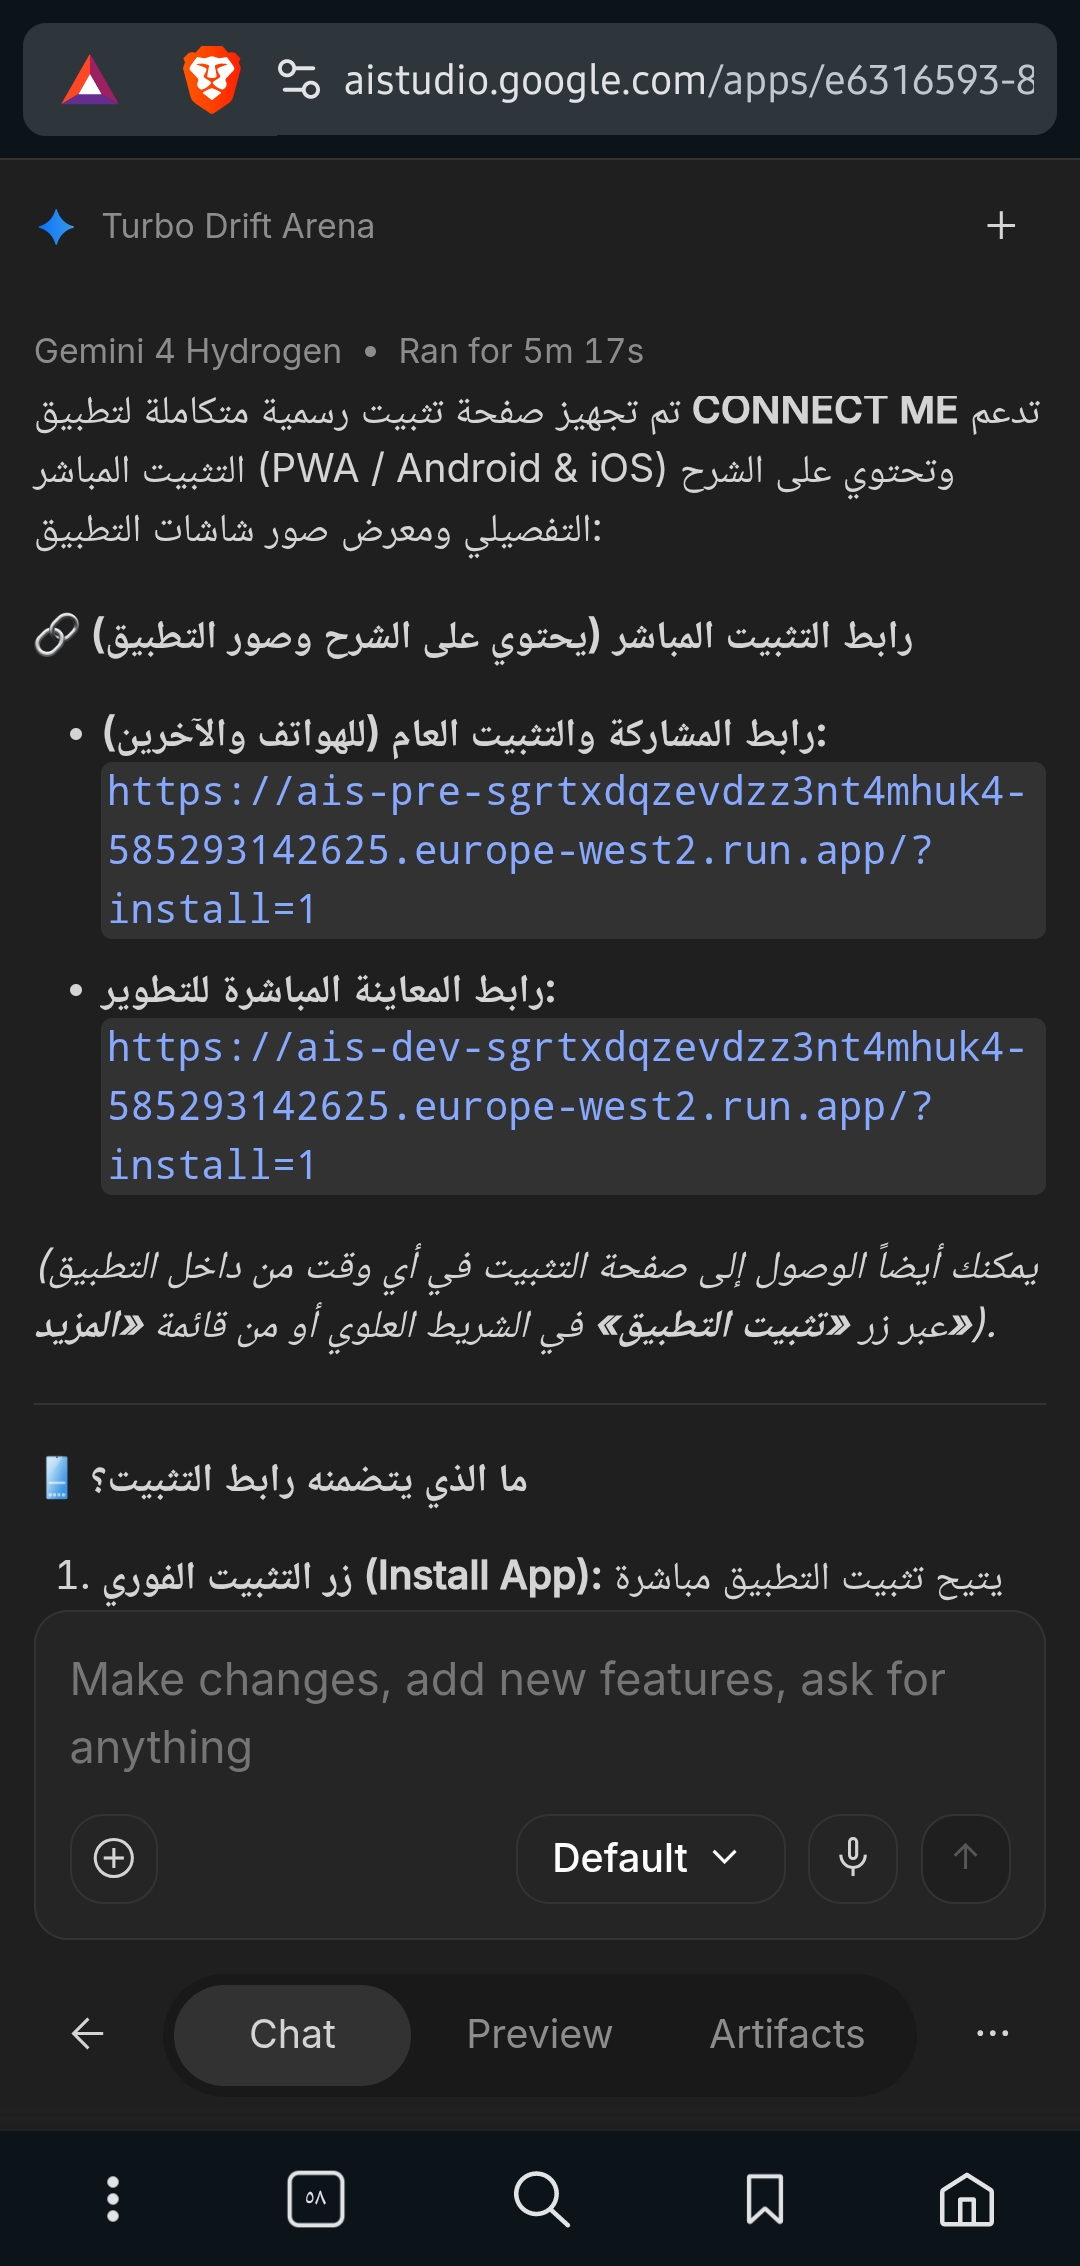 aistudio.google.com/apps/e6316593-8
Turbo Drift Arena
Gemini 4 Hydrogen • Ran for 5m 17s
تم تجهيز صفحة تثبيت رسمية متكاملة لتطبيق CONNECT ME تدعم
التثبيت المباشر (PWA / Android & iOS) وتحتوي على الشرح
التفصيلي ومعرض صور شاشات التطبيق:
🔗 رابط التثبيت المباشر (يحتوي على الشرح وصور التطبيق)
• رابط المشاركة والتثبيت العام (للهواتف والآخرين):
https://ais-pre-sgrtxdqzevdzz3nt4mhuk4-
585293142625.europe-west2.run.app/?
install=1
• رابط المعاينة المباشرة للتطوير:
https://ais-dev-sgrtxdqzevdzz3nt4mhuk4-
585293142625.europe-west2.run.app/?
install=1
(يمكنك أيضاً الوصول إلى صفحة التثبيت في أي وقت من داخل التطبيق
عبر زر «تثبيت التطبيق» في الشريط العلوي أو من قائمة «المزيد»).
📱 ما الذي يتضمنه رابط التثبيت؟
1. زر التثبيت الفوري (Install App): يتيح تثبيت التطبيق مباشرة
Make changes, add new features, ask for
anything
Default
Chat
Preview
Artifacts
٥٨